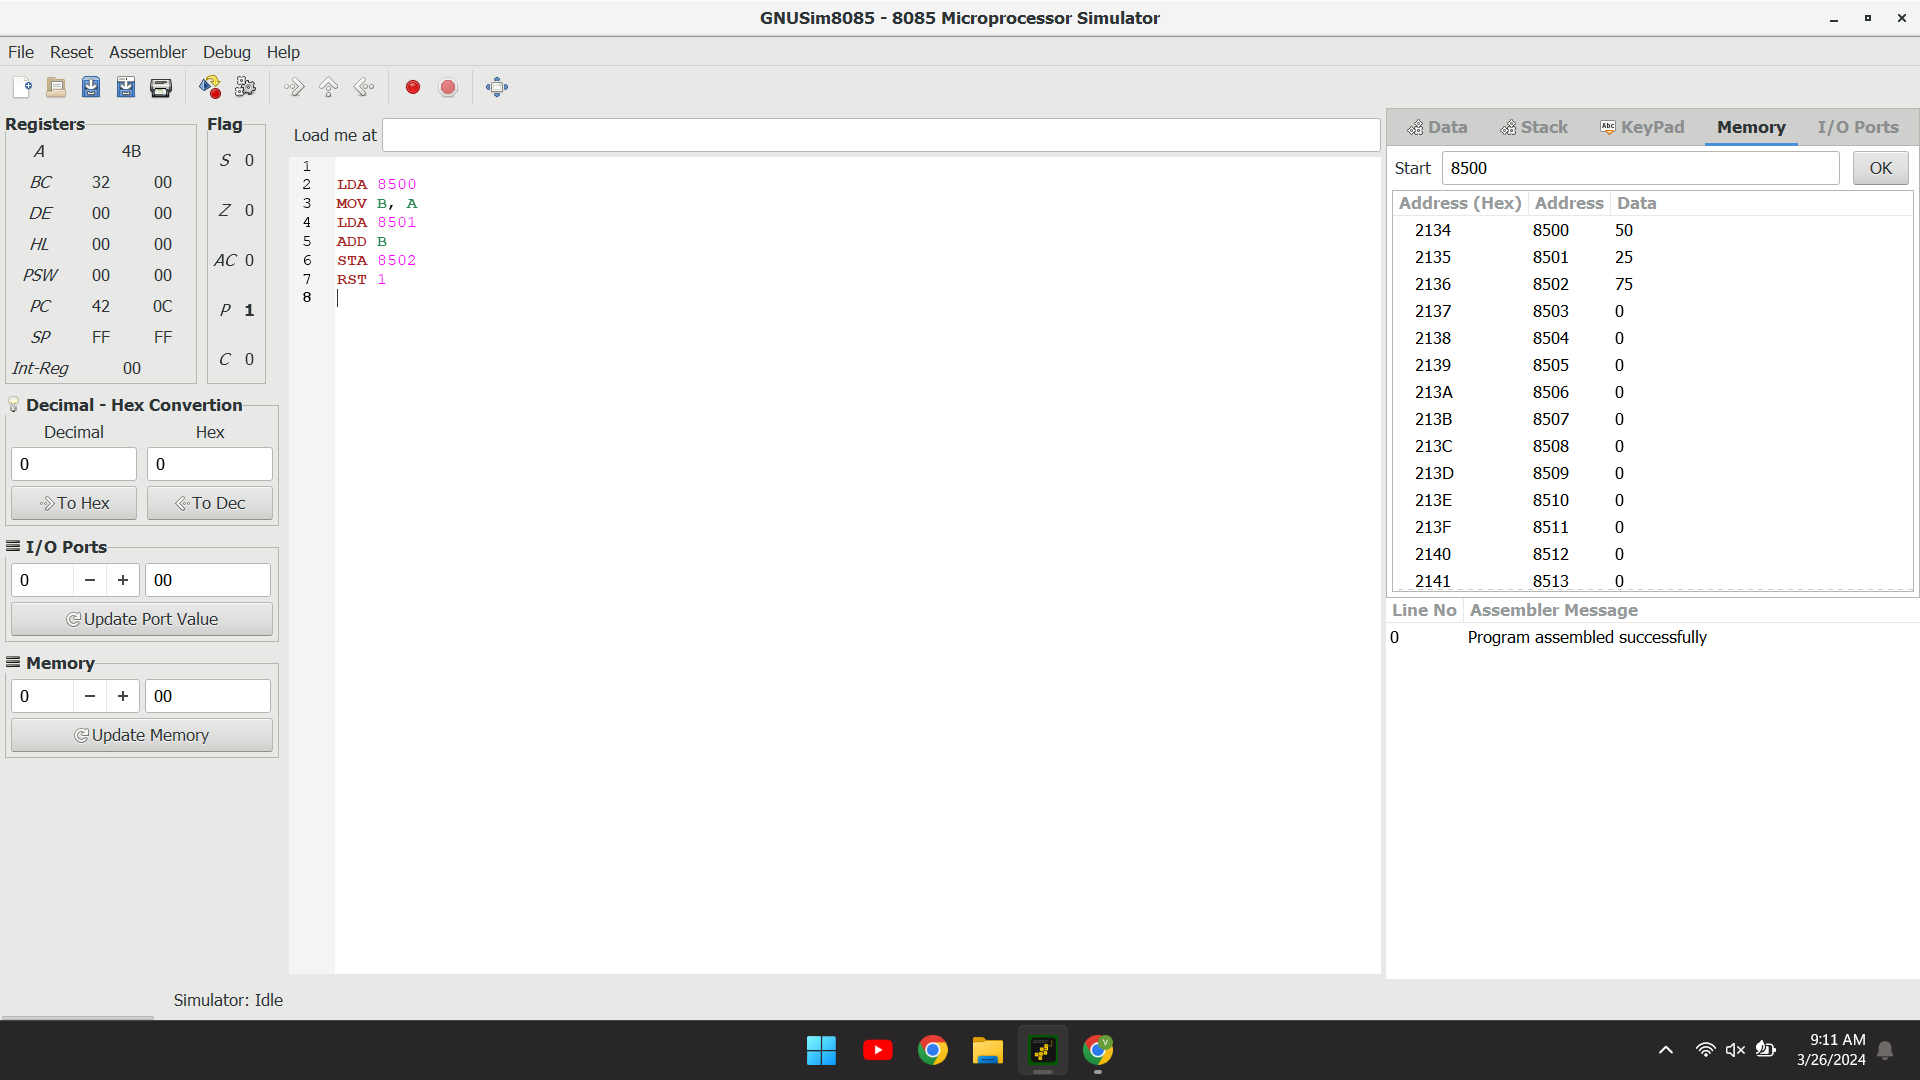 GNUSim8085 - 8085 Microprocessor Simulator
File Reset Assembler Debug Help
Registers
A 4B
BC 32 00
DE 00 00
HL 00 00
PSW 00 00
PC 42 0C
SP FF FF
Int-Reg 00
Flag
S 0
Z 0
AC 0
P 1
C 0
Decimal - Hex Convertion
Decimal Hex
0 0
To Hex To Dec
I/O Ports
0 − + 00
Update Port Value
Memory
0 − + 00
Update Memory
Simulator: Idle
Load me at
1
2 LDA 8500
3 MOV B, A
4 LDA 8501
5 ADD B
6 STA 8502
7 RST 1
8
Data Stack Abc KeyPad Memory I/O Ports
Start 8500 OK
Address (Hex) Address Data
2134 8500 50
2135 8501 25
2136 8502 75
2137 8503 0
2138 8504 0
2139 8505 0
213A 8506 0
213B 8507 0
213C 8508 0
213D 8509 0
213E 8510 0
213F 8511 0
2140 8512 0
2141 8513 0
Line No Assembler Message
0 Program assembled successfully
V
9:11 AM
3/26/2024